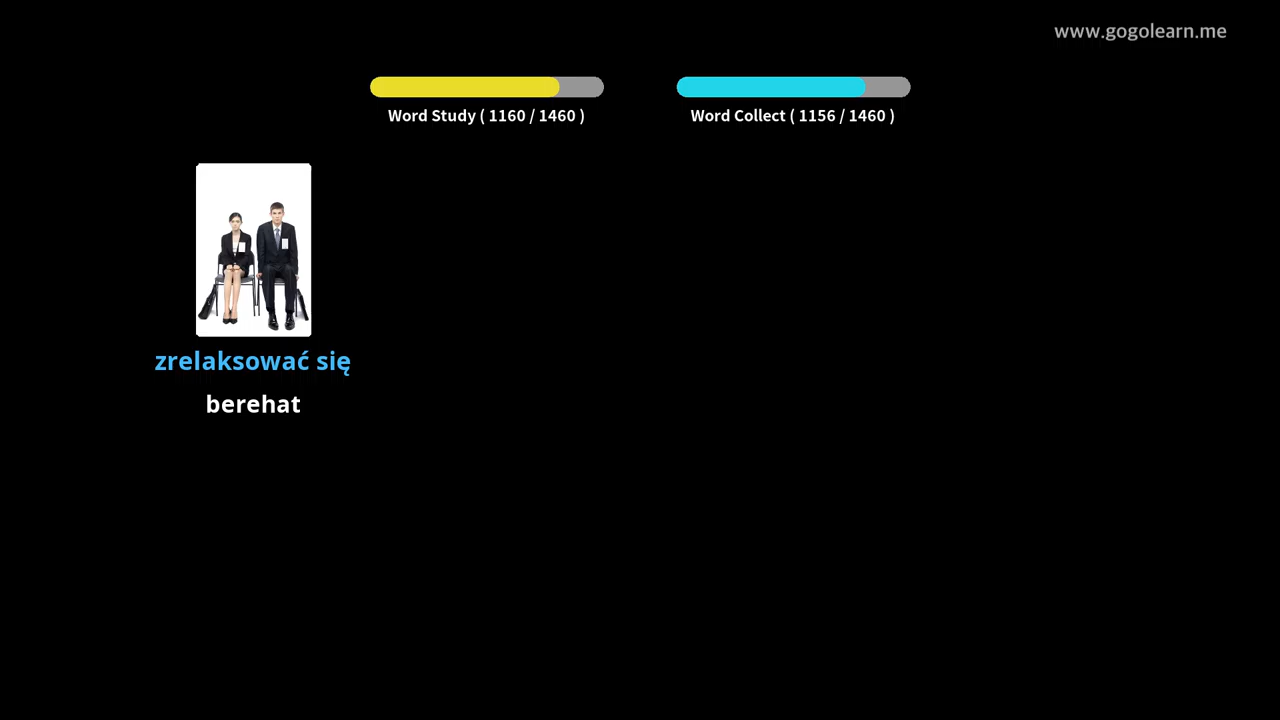 www.gogolearn.me
Word Study ( 1160 / 1460 )
Word Collect ( 1156 / 1460 )
zrelaksować się
berehat